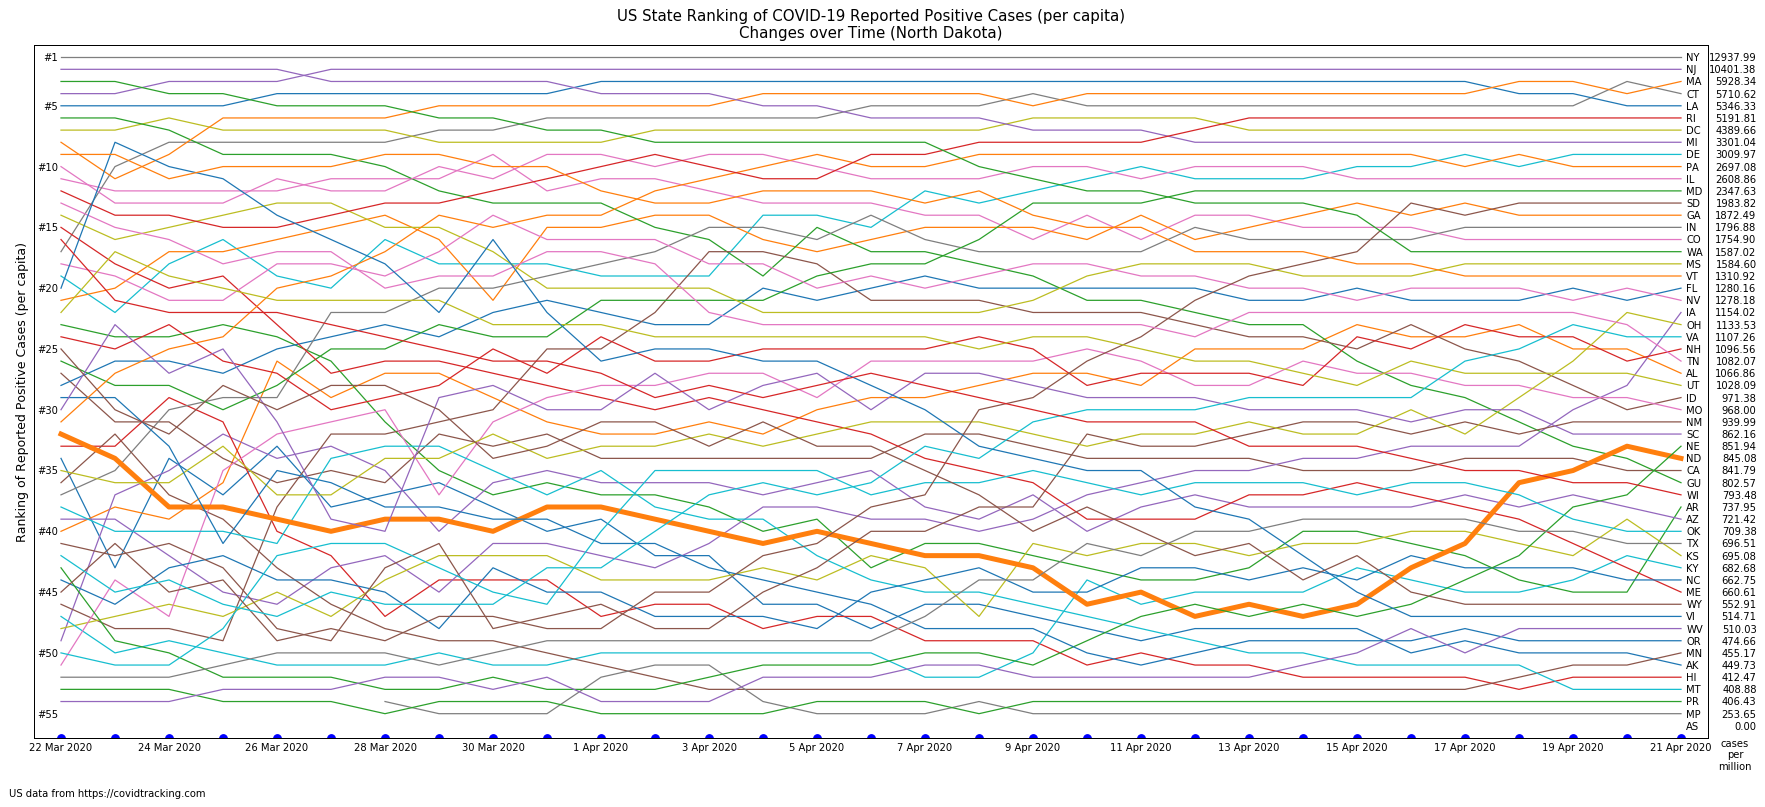 US State Ranking of COVID-19 Reported Positive Cases (per capita)
Changes over Time (North Dakota)
Ranking of Reported Positive Cases (per capita)
#1
#5
#10
#15
#20
#25
#30
#35
#40
#45
#50
#55
NY 12937.99
NJ 10401.38
MA 5928.34
CT 5710.62
LA 5346.33
RI 5191.81
DC 4389.66
MI 3301.04
DE 3009.97
PA 2697.08
IL 2608.86
MD 2347.63
SD 1983.82
GA 1872.49
IN 1796.88
CO 1754.90
WA 1587.02
MS 1584.60
VT 1310.92
FL 1280.16
NV 1278.18
IA 1154.02
OH 1133.53
VA 1107.26
NH 1096.56
TN 1082.07
AL 1066.86
UT 1028.09
ID 971.38
MO 968.00
NM 939.99
SC 862.16
NE 851.94
ND 845.08
CA 841.79
GU 802.57
WI 793.48
AR 737.95
AZ 721.42
OK 709.38
TX 696.51
KS 695.08
KY 682.68
NC 662.75
ME 660.61
WY 552.91
VI 514.71
WV 510.03
OR 474.66
MN 455.17
AK 449.73
HI 412.47
MT 408.88
PR 406.43
MP 253.65
AS 0.00
22 Mar 2020 24 Mar 2020 26 Mar 2020 28 Mar 2020 30 Mar 2020 1 Apr 2020 3 Apr 2020 5 Apr 2020 7 Apr 2020 9 Apr 2020 11 Apr 2020 13 Apr 2020 15 Apr 2020 17 Apr 2020 19 Apr 2020 21 Apr 2020
cases
per
million
US data from https://covidtracking.com